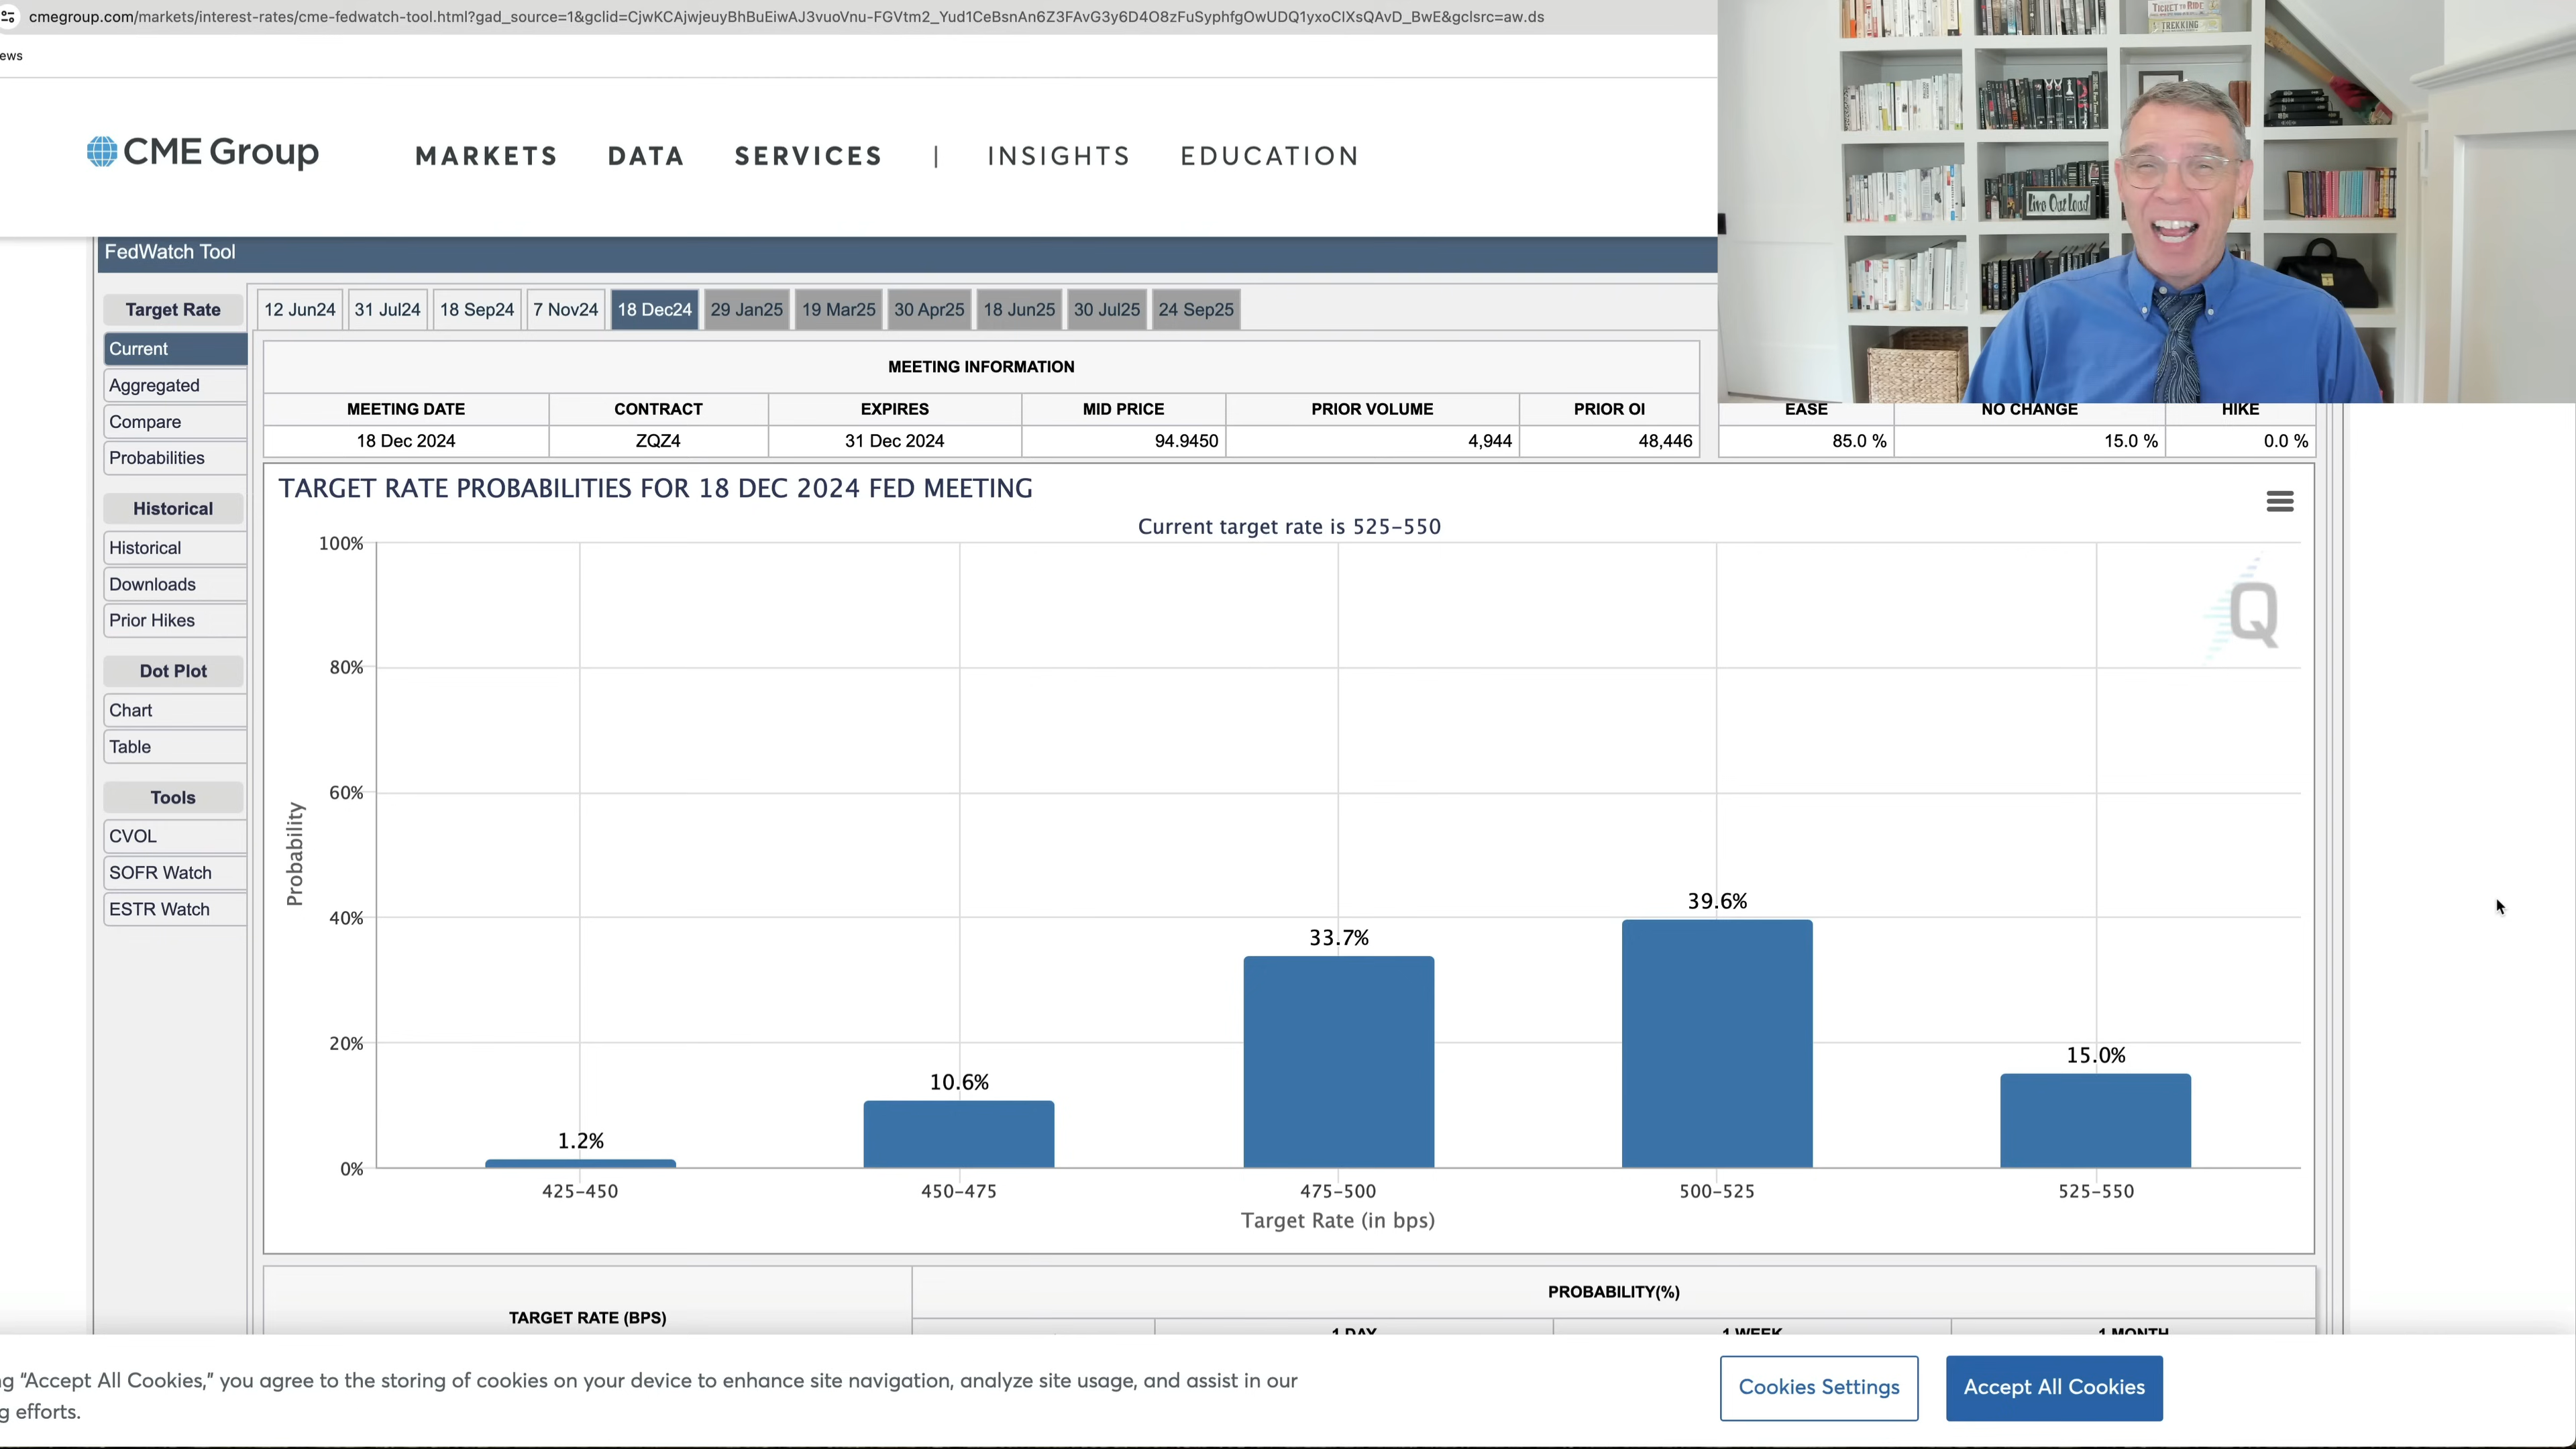 cmegroup.com/markets/interest-rates/cme-fedwatch-tool.html?gad_source=1&gclid=CjwKCAjwjeuyBhBuEiwAJ3vuoVnu-FGVtm2_Yud1CeBsnAn6Z3FAvG3y6D4O8zFuSyphfgOwUDQ1yxoCIXsQAvD_BwE&gclsrc=aw.ds
ews
TICKET TO RIDE
TREKKING
Live Out Loud
CME Group
MARKETS DATA SERVICES | INSIGHTS EDUCATION
FedWatch Tool
Target Rate
Current
Aggregated
Compare
Probabilities
Historical
Historical
Downloads
Prior Hikes
Dot Plot
Chart
Table
Tools
CVOL
SOFR Watch
ESTR Watch
12 Jun24 31 Jul24 18 Sep24 7 Nov24 18 Dec24 29 Jan25 19 Mar25 30 Apr25 18 Jun25 30 Jul25 24 Sep25
MEETING INFORMATION
MEETING DATE CONTRACT EXPIRES MID PRICE PRIOR VOLUME PRIOR OI
18 Dec 2024 ZQZ4 31 Dec 2024 94.9450 4,944 48,446
EASE NO CHANGE HIKE
85.0 % 15.0 % 0.0 %
TARGET RATE PROBABILITIES FOR 18 DEC 2024 FED MEETING
Current target rate is 525-550
Q
Probability
100%
80%
60%
40%
20%
0%
1.2%
10.6%
33.7%
39.6%
15.0%
425-450 450-475 475-500 500-525 525-550
Target Rate (in bps)
TARGET RATE (BPS)
PROBABILITY(%)
1 DAY 1 WEEK 1 MONTH
g "Accept All Cookies," you agree to the storing of cookies on your device to enhance site navigation, analyze site usage, and assist in our
g efforts.
Cookies Settings
Accept All Cookies